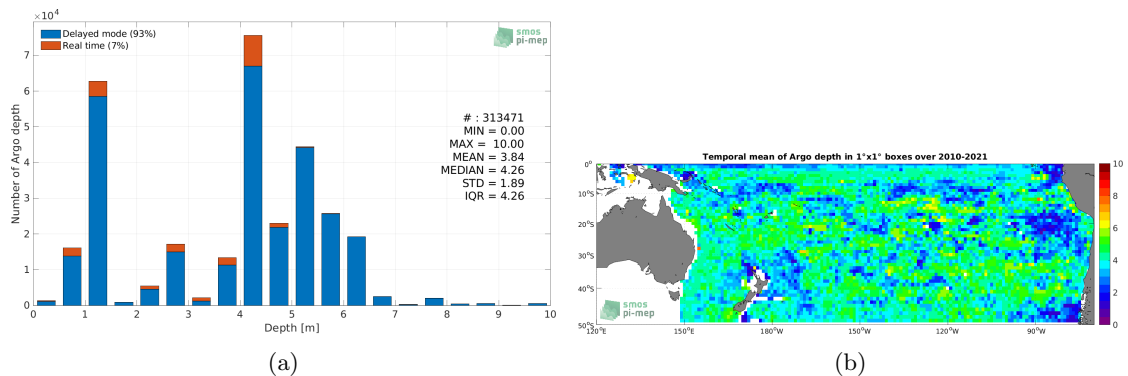 ×10⁴
Delayed mode (93%)
Real time (7%)
smos
pi-mep
7
6
5
4
3
2
1
0
Number of Argo depth
# : 313471
MIN = 0.00
MAX = 10.00
MEAN = 3.84
MEDIAN = 4.26
STD = 1.89
IQR = 4.26
0 1 2 3 4 5 6 7 8 9 10
Depth [m]
(a)
Temporal mean of Argo depth in 1°x1° boxes over 2010-2021
0°
10°S
20°S
30°S
40°S
50°S
smos
pi-mep
120°E 150°E 180°W 150°W 120°W 90°W
10
8
6
4
2
0
(b)